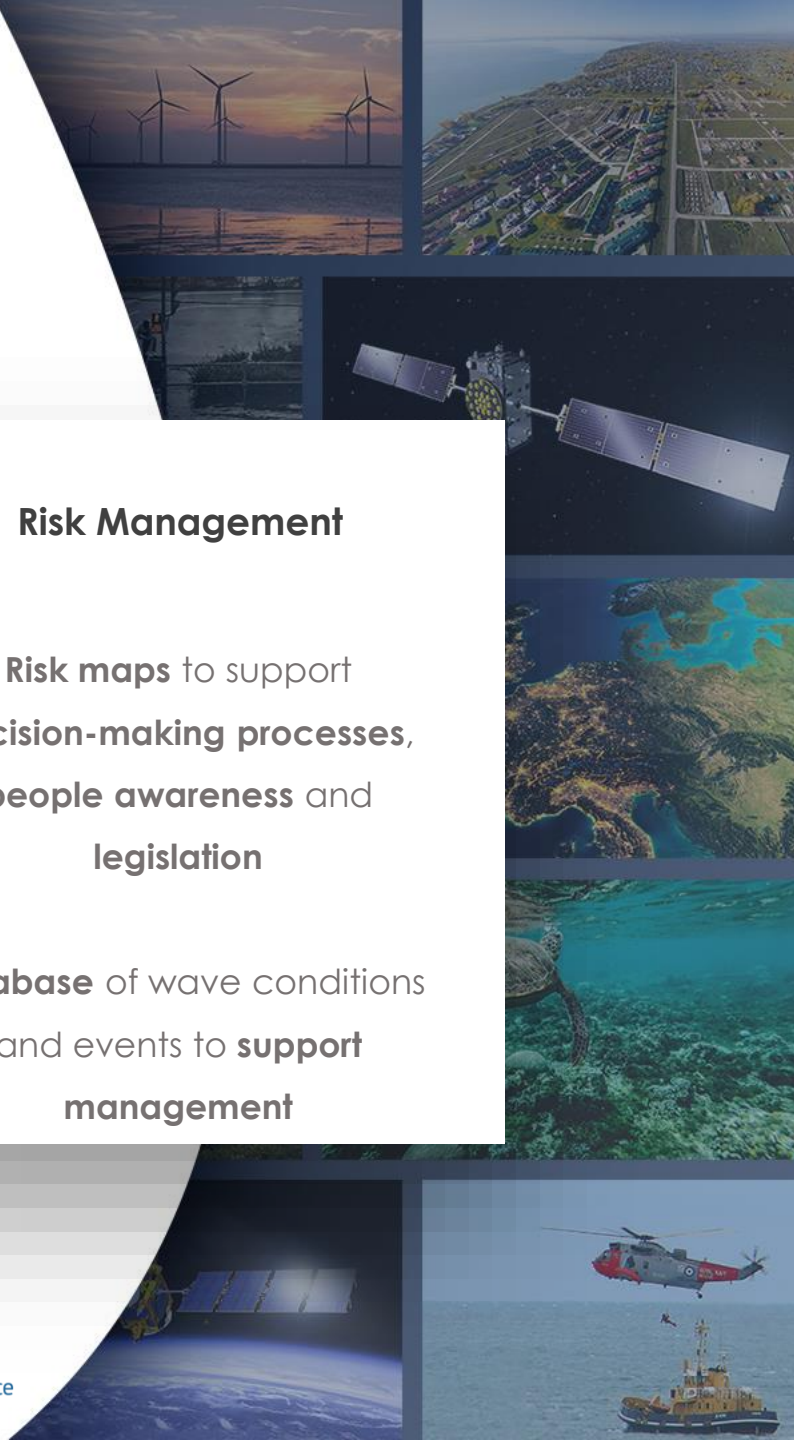 Risk Management
Risk maps to support
cision-making processes,
people awareness and
legislation
abase of wave conditions
and events to support
management
ce